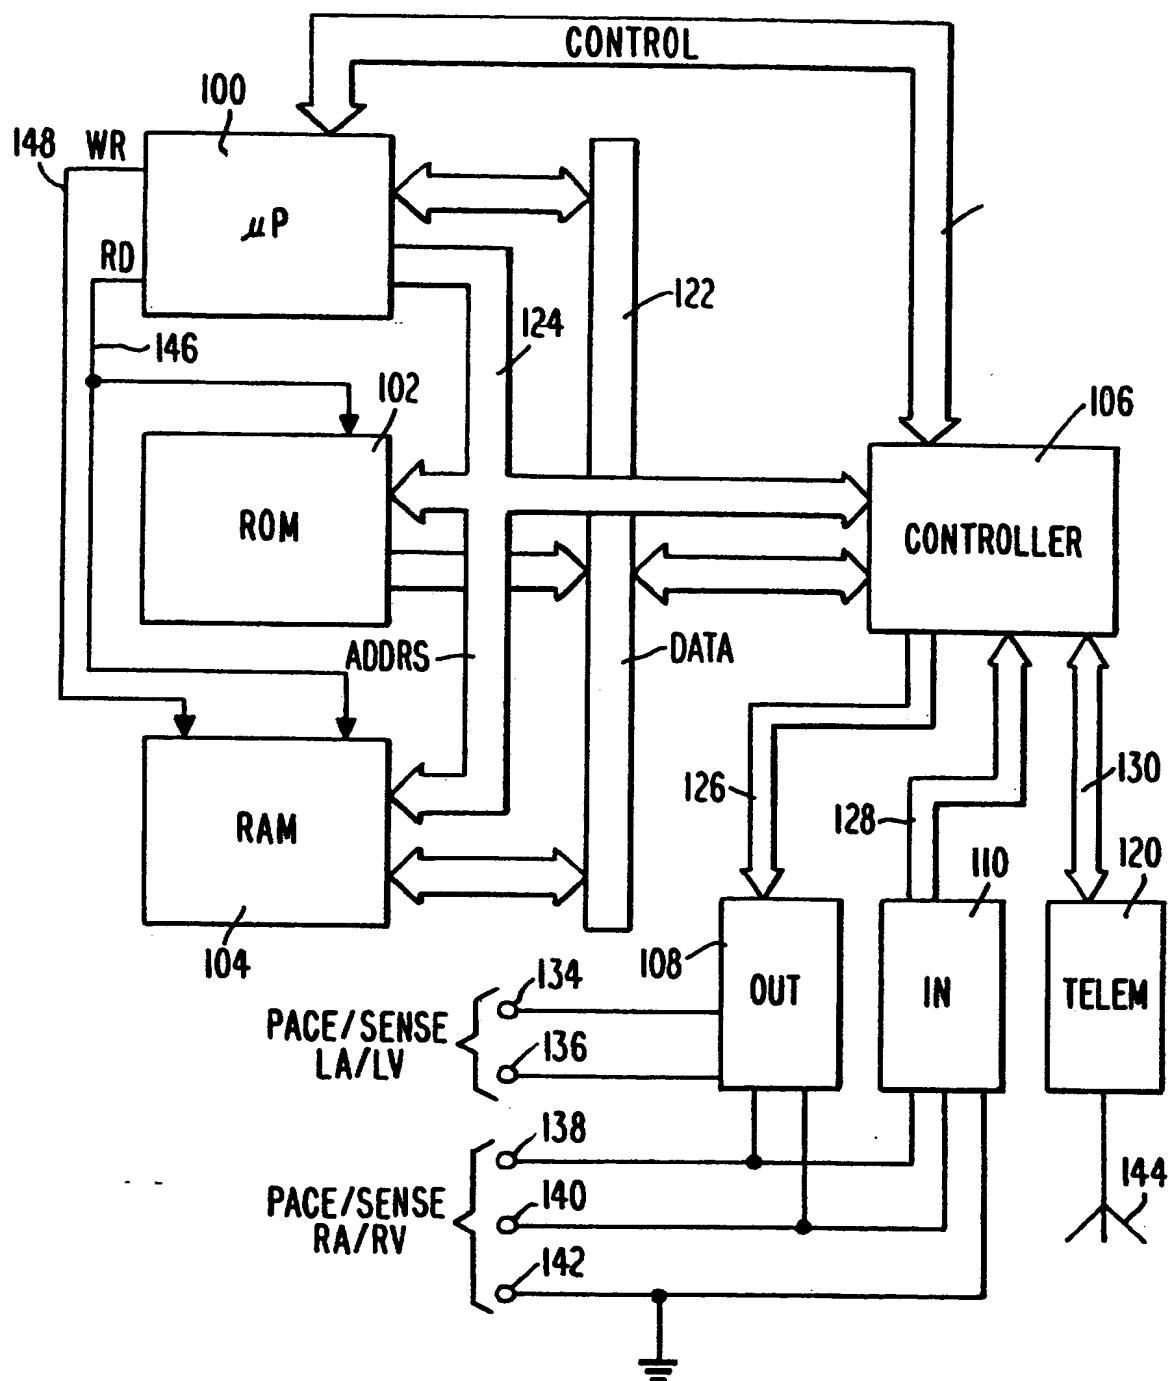 CONTROL
100
148
WR
μP
RD
122
124
146
102
106
ROM
CONTROLLER
ADDRS
DATA
126
130
128
RAM
110
120
104
108
OUT
IN
TELEM
134
PACE/SENSE
LA/LV
136
138
144
PACE/SENSE
RA/RV
140
142